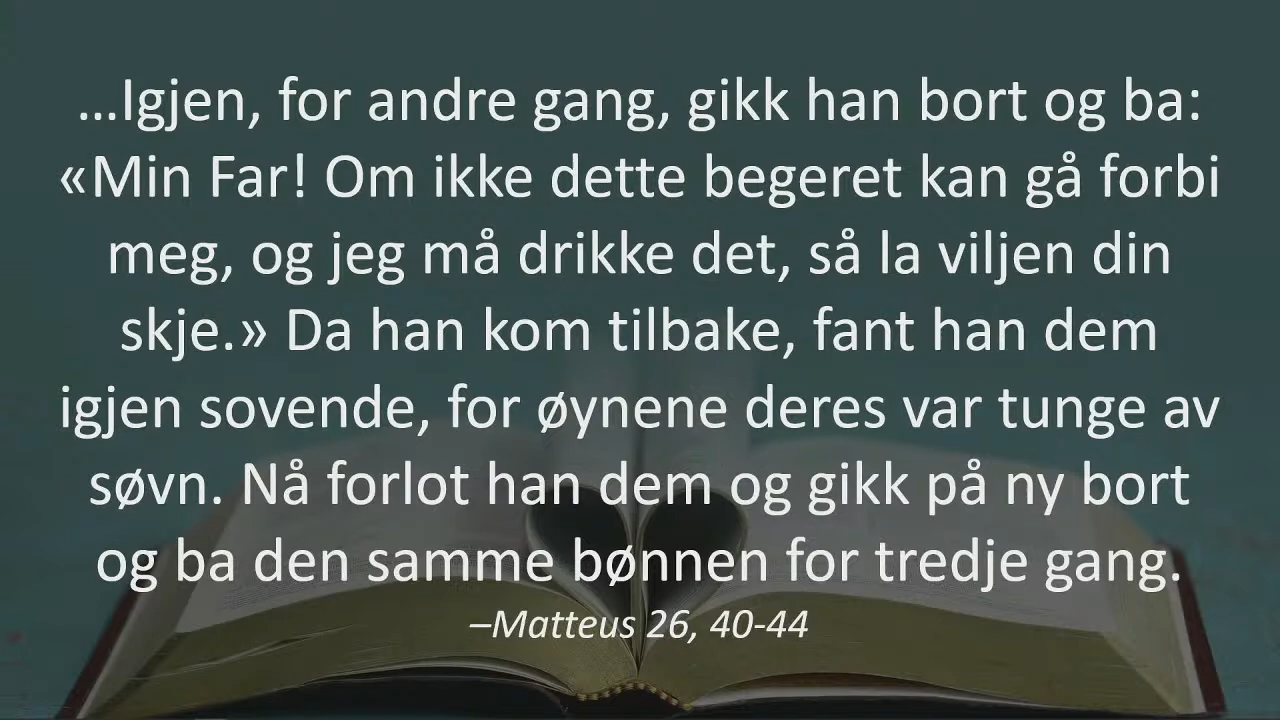 …Igjen, for andre gang, gikk han bort og ba:
«Min Far! Om ikke dette begeret kan gå forbi
meg, og jeg må drikke det, så la viljen din
skje.» Da han kom tilbake, fant han dem
igjen sovende, for øynene deres var tunge av
søvn. Nå forlot han dem og gikk på ny bort
og ba den samme bønnen for tredje gang.
–Matteus 26, 40-44